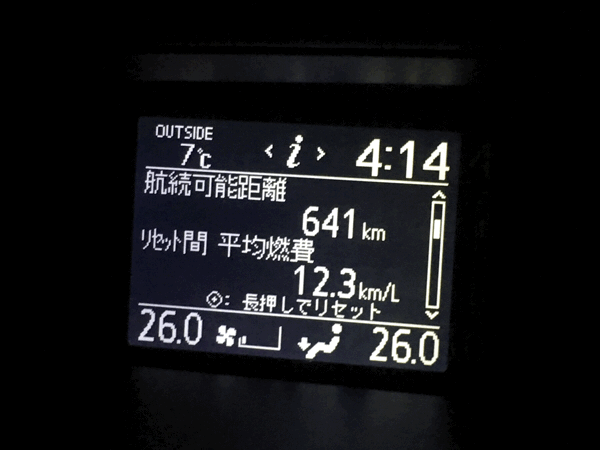 OUTSIDE
7℃
< i >
4:14
航続可能距離
641 km
リセット間 平均燃費
12.3 km/L
: 長押しでリセット
26.0
26.0